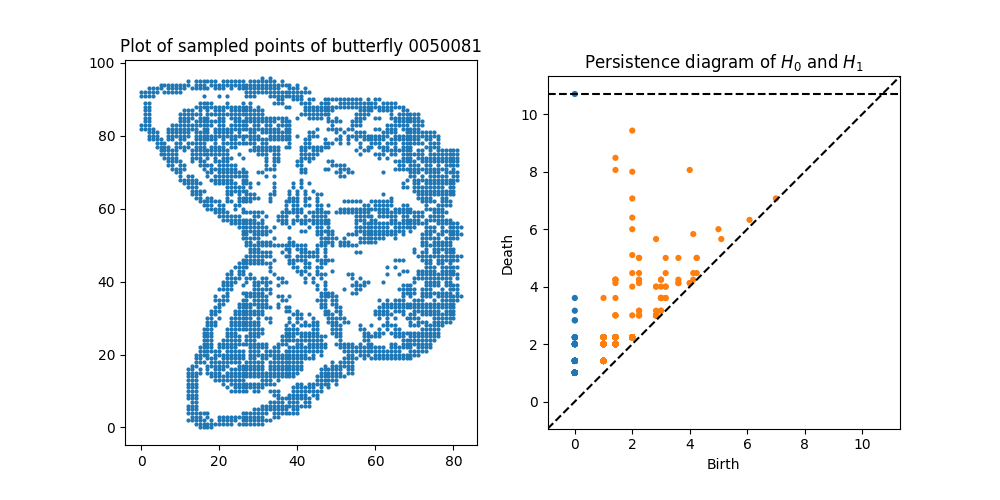 Plot of sampled points of butterfly 0050081
100
80
60
40
20
0
0 20 40 60 80
Persistence diagram of H₀ and H₁
Death
10
8
6
4
2
0
0 2 4 6 8 10
Birth